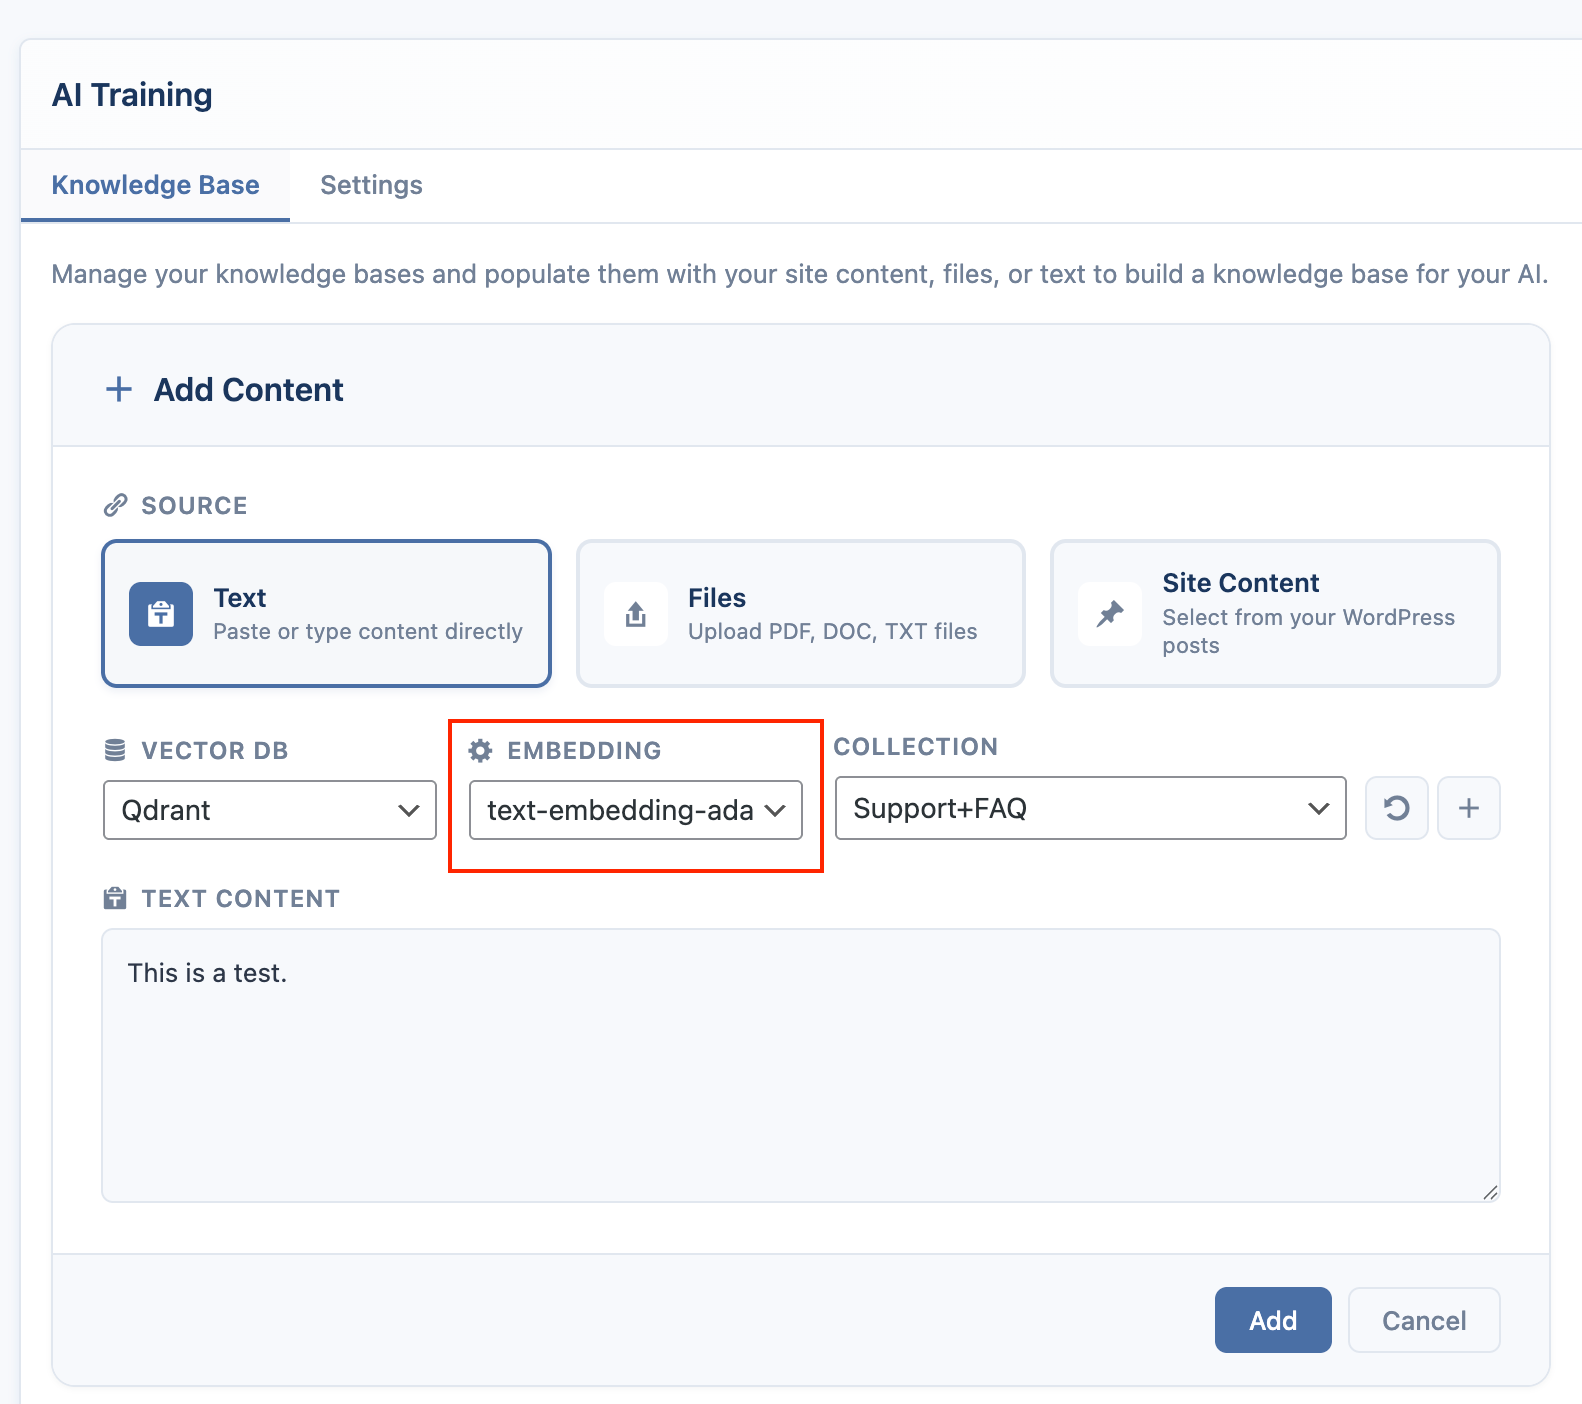 AI Training
Knowledge Base
Settings
Manage your knowledge bases and populate them with your site content, files, or text to build a knowledge base for your AI.
Add Content
SOURCE
Text
Paste or type content directly
Files
Upload PDF, DOC, TXT files
Site Content
Select from your WordPress
posts
VECTOR DB
Qdrant
EMBEDDING
text-embedding-ada
COLLECTION
Support+FAQ
TEXT CONTENT
This is a test.
Add
Cancel